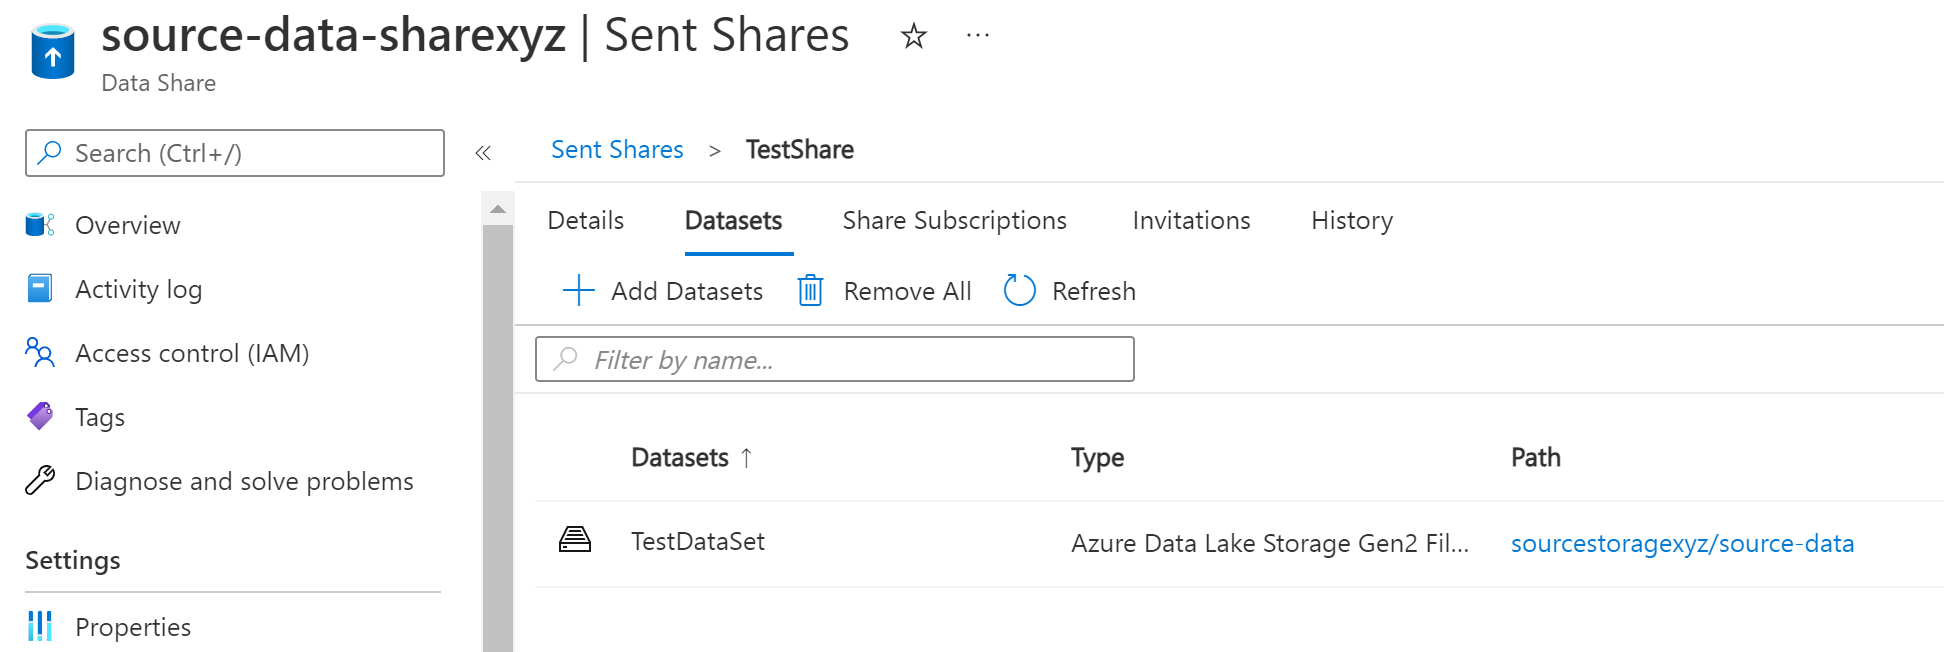 source-data-sharexyz | Sent Shares
Data Share
Search (Ctrl+/)
Overview
Activity log
Access control (IAM)
Tags
Diagnose and solve problems
Settings
Properties
Sent Shares > TestShare
Details Datasets Share Subscriptions Invitations History
Add Datasets Remove All Refresh
Filter by name...
Datasets ↑ Type Path
TestDataSet Azure Data Lake Storage Gen2 Fil... sourcestoragexyz/source-data